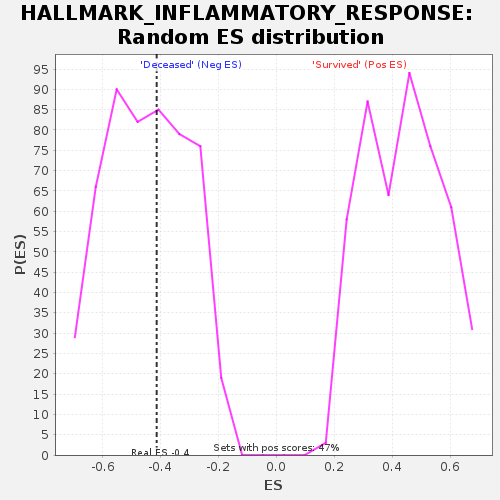 HALLMARK_INFLAMMATORY_RESPONSE:
Random ES distribution
'Deceased' (Neg ES)
'Survived' (Pos ES)
95
90
85
80
75
70
65
60
55
50
45
40
35
30
25
20
15
10
5
0
P(ES)
Sets with pos scores: 47%
Real ES -0.4
-0.6 -0.4 -0.2 0.0 0.2 0.4 0.6
ES